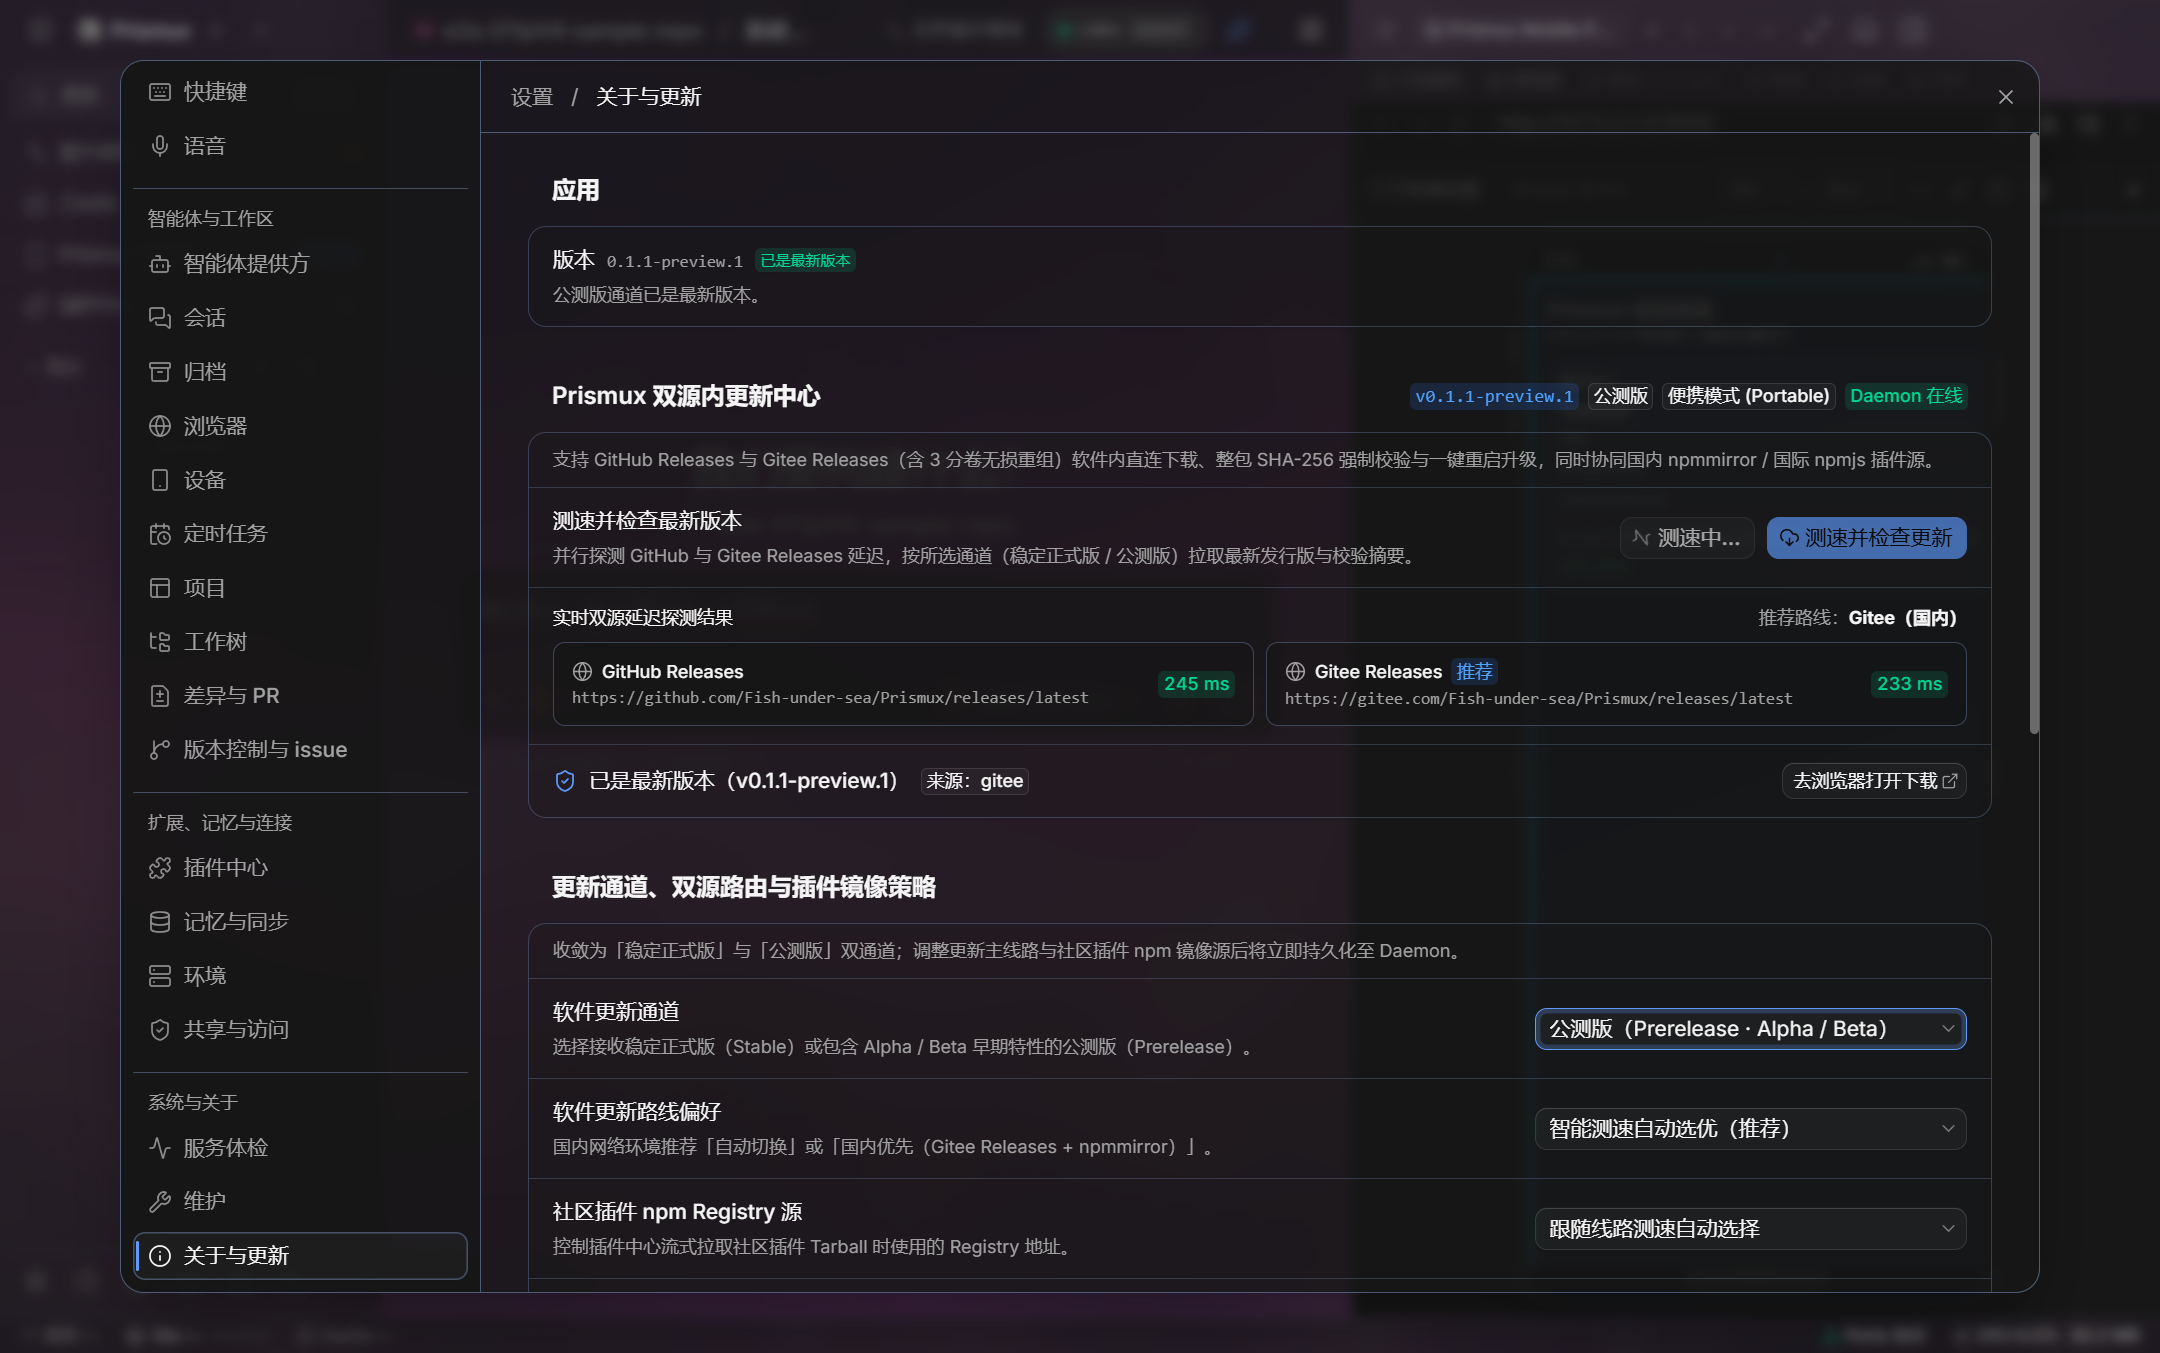 快捷键
语音
智能体与工作区
智能体提供方
会话
归档
浏览器
设备
定时任务
项目
工作树
差异与 PR
版本控制与 issue
扩展、记忆与连接
插件中心
记忆与同步
环境
共享与访问
系统与关于
服务体检
维护
关于与更新
设置 / 关于与更新
应用
版本 0.1.1-preview.1 已是最新版本
公测版通道已是最新版本。
Prismux 双源内更新中心 v0.1.1-preview.1 公测版 便携模式 (Portable) Daemon 在线
支持 GitHub Releases 与 Gitee Releases（含 3 分卷无损重组）软件内直连下载、整包 SHA-256 强制校验与一键重启升级，同时协同国内 npmmirror / 国际 npmjs 插件源。
测速并检查最新版本
并行探测 GitHub 与 Gitee Releases 延迟，按所选通道（稳定正式版 / 公测版）拉取最新发行版与校验摘要。
测速中... 测速并检查更新
实时双源延迟探测结果 推荐路线：Gitee（国内）
GitHub Releases
https://github.com/Fish-under-sea/Prismux/releases/latest
245 ms
Gitee Releases 推荐
https://gitee.com/Fish-under-sea/Prismux/releases/latest
233 ms
已是最新版本（v0.1.1-preview.1） 来源：gitee 去浏览器打开下载
更新通道、双源路由与插件镜像策略
收敛为「稳定正式版」与「公测版」双通道；调整更新主线路与社区插件 npm 镜像源后将立即持久化至 Daemon。
软件更新通道
选择接收稳定正式版（Stable）或包含 Alpha / Beta 早期特性的公测版（Prerelease）。
公测版（Prerelease · Alpha / Beta）
软件更新路线偏好
国内网络环境推荐「自动切换」或「国内优先（Gitee Releases + npmmirror）」。
智能测速自动选优（推荐）
社区插件 npm Registry 源
控制插件中心流式拉取社区插件 Tarball 时使用的 Registry 地址。
跟随线路测速自动选择